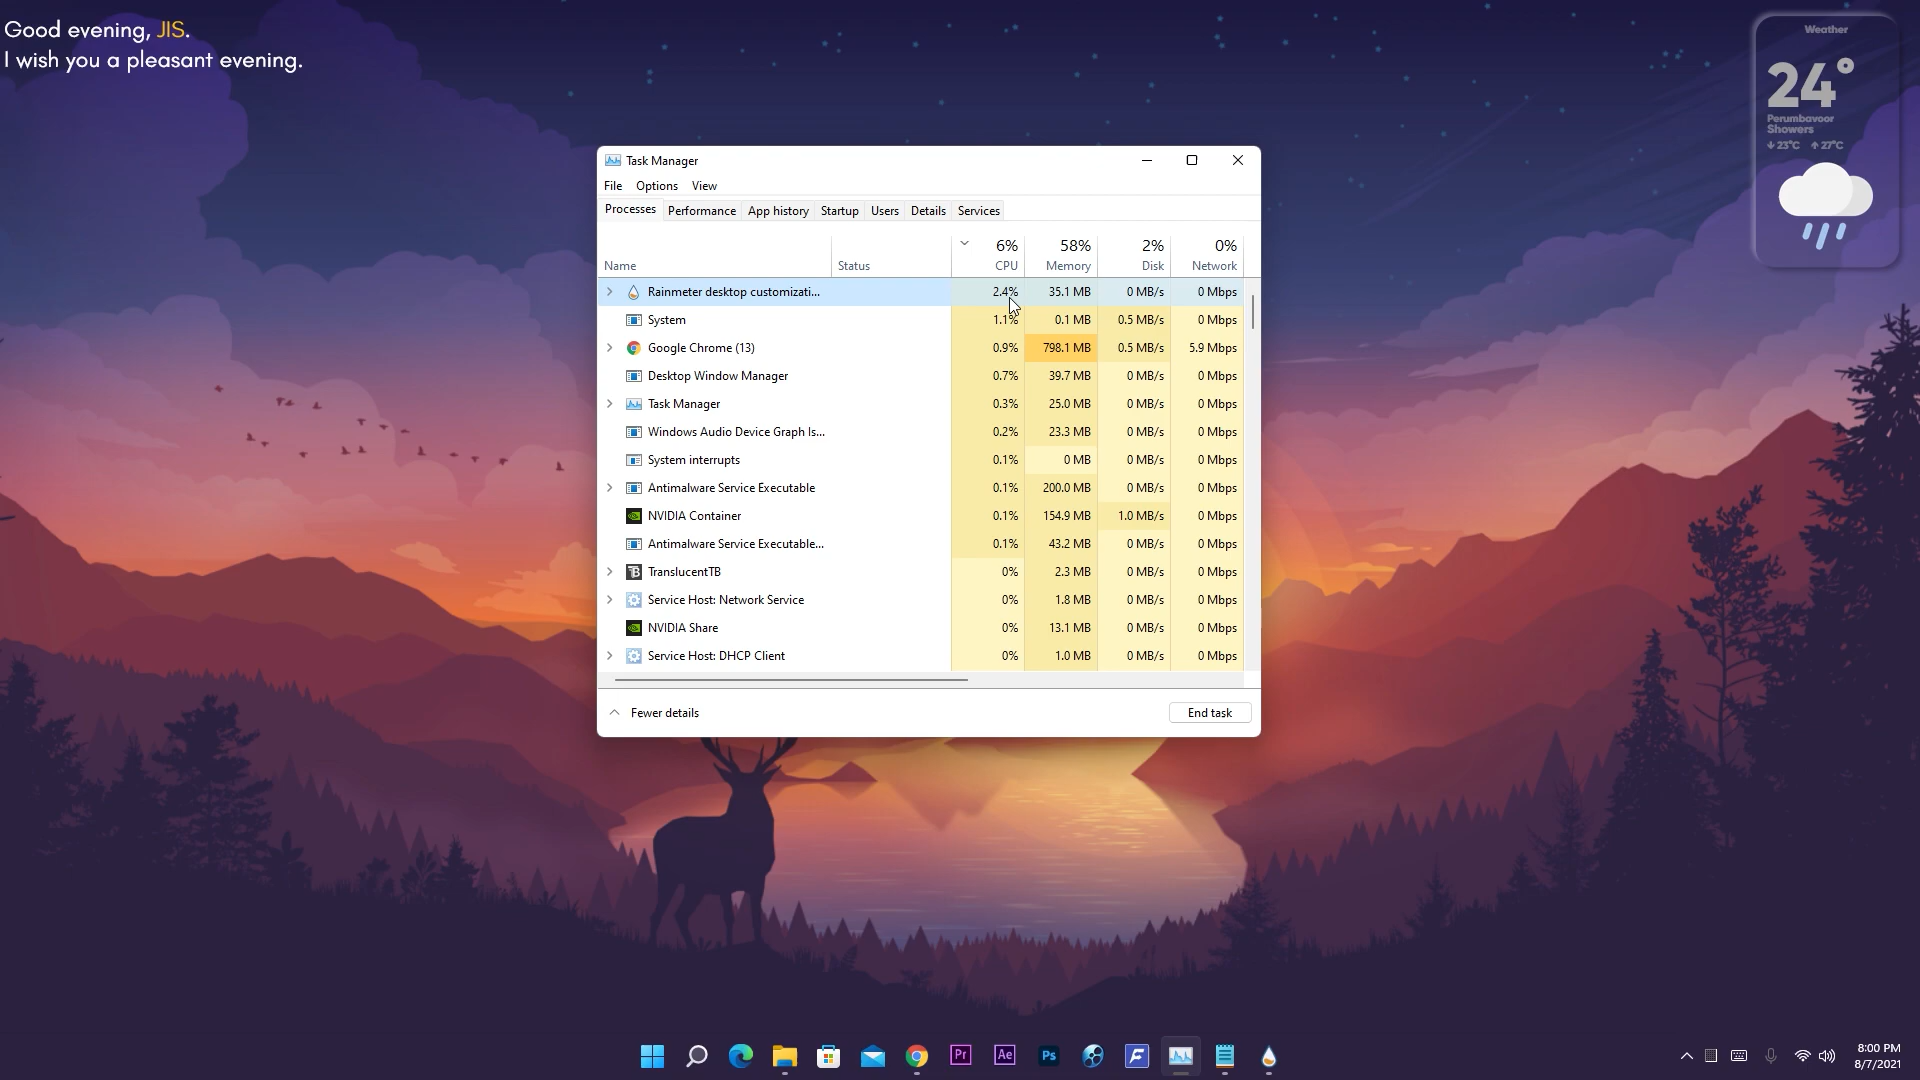 Good evening, JIS.
I wish you a pleasant evening.
Weather
24°
Perumbavoor
Showers
23°C 27°C
Task Manager
File Options View
Processes Performance App history Startup Users Details Services
6% 58% 2% 0%
Name Status CPU Memory Disk Network
Rainmeter desktop customizati... 2.4% 35.1 MB 0 MB/s 0 Mbps
System 1.1% 0.1 MB 0.5 MB/s 0 Mbps
Google Chrome (13) 0.9% 798.1 MB 0.5 MB/s 5.9 Mbps
Desktop Window Manager 0.7% 39.7 MB 0 MB/s 0 Mbps
Task Manager 0.3% 25.0 MB 0 MB/s 0 Mbps
Windows Audio Device Graph Is... 0.2% 23.3 MB 0 MB/s 0 Mbps
System interrupts 0.1% 0 MB 0 MB/s 0 Mbps
Antimalware Service Executable 0.1% 200.0 MB 0 MB/s 0 Mbps
NVIDIA Container 0.1% 154.9 MB 1.0 MB/s 0 Mbps
Antimalware Service Executable... 0.1% 43.2 MB 0 MB/s 0 Mbps
TranslucentTB 0% 2.3 MB 0 MB/s 0 Mbps
Service Host: Network Service 0% 1.8 MB 0 MB/s 0 Mbps
NVIDIA Share 0% 13.1 MB 0 MB/s 0 Mbps
Service Host: DHCP Client 0% 1.0 MB 0 MB/s 0 Mbps
Fewer details End task
Pr Ae Ps F
8:00 PM
8/7/2021